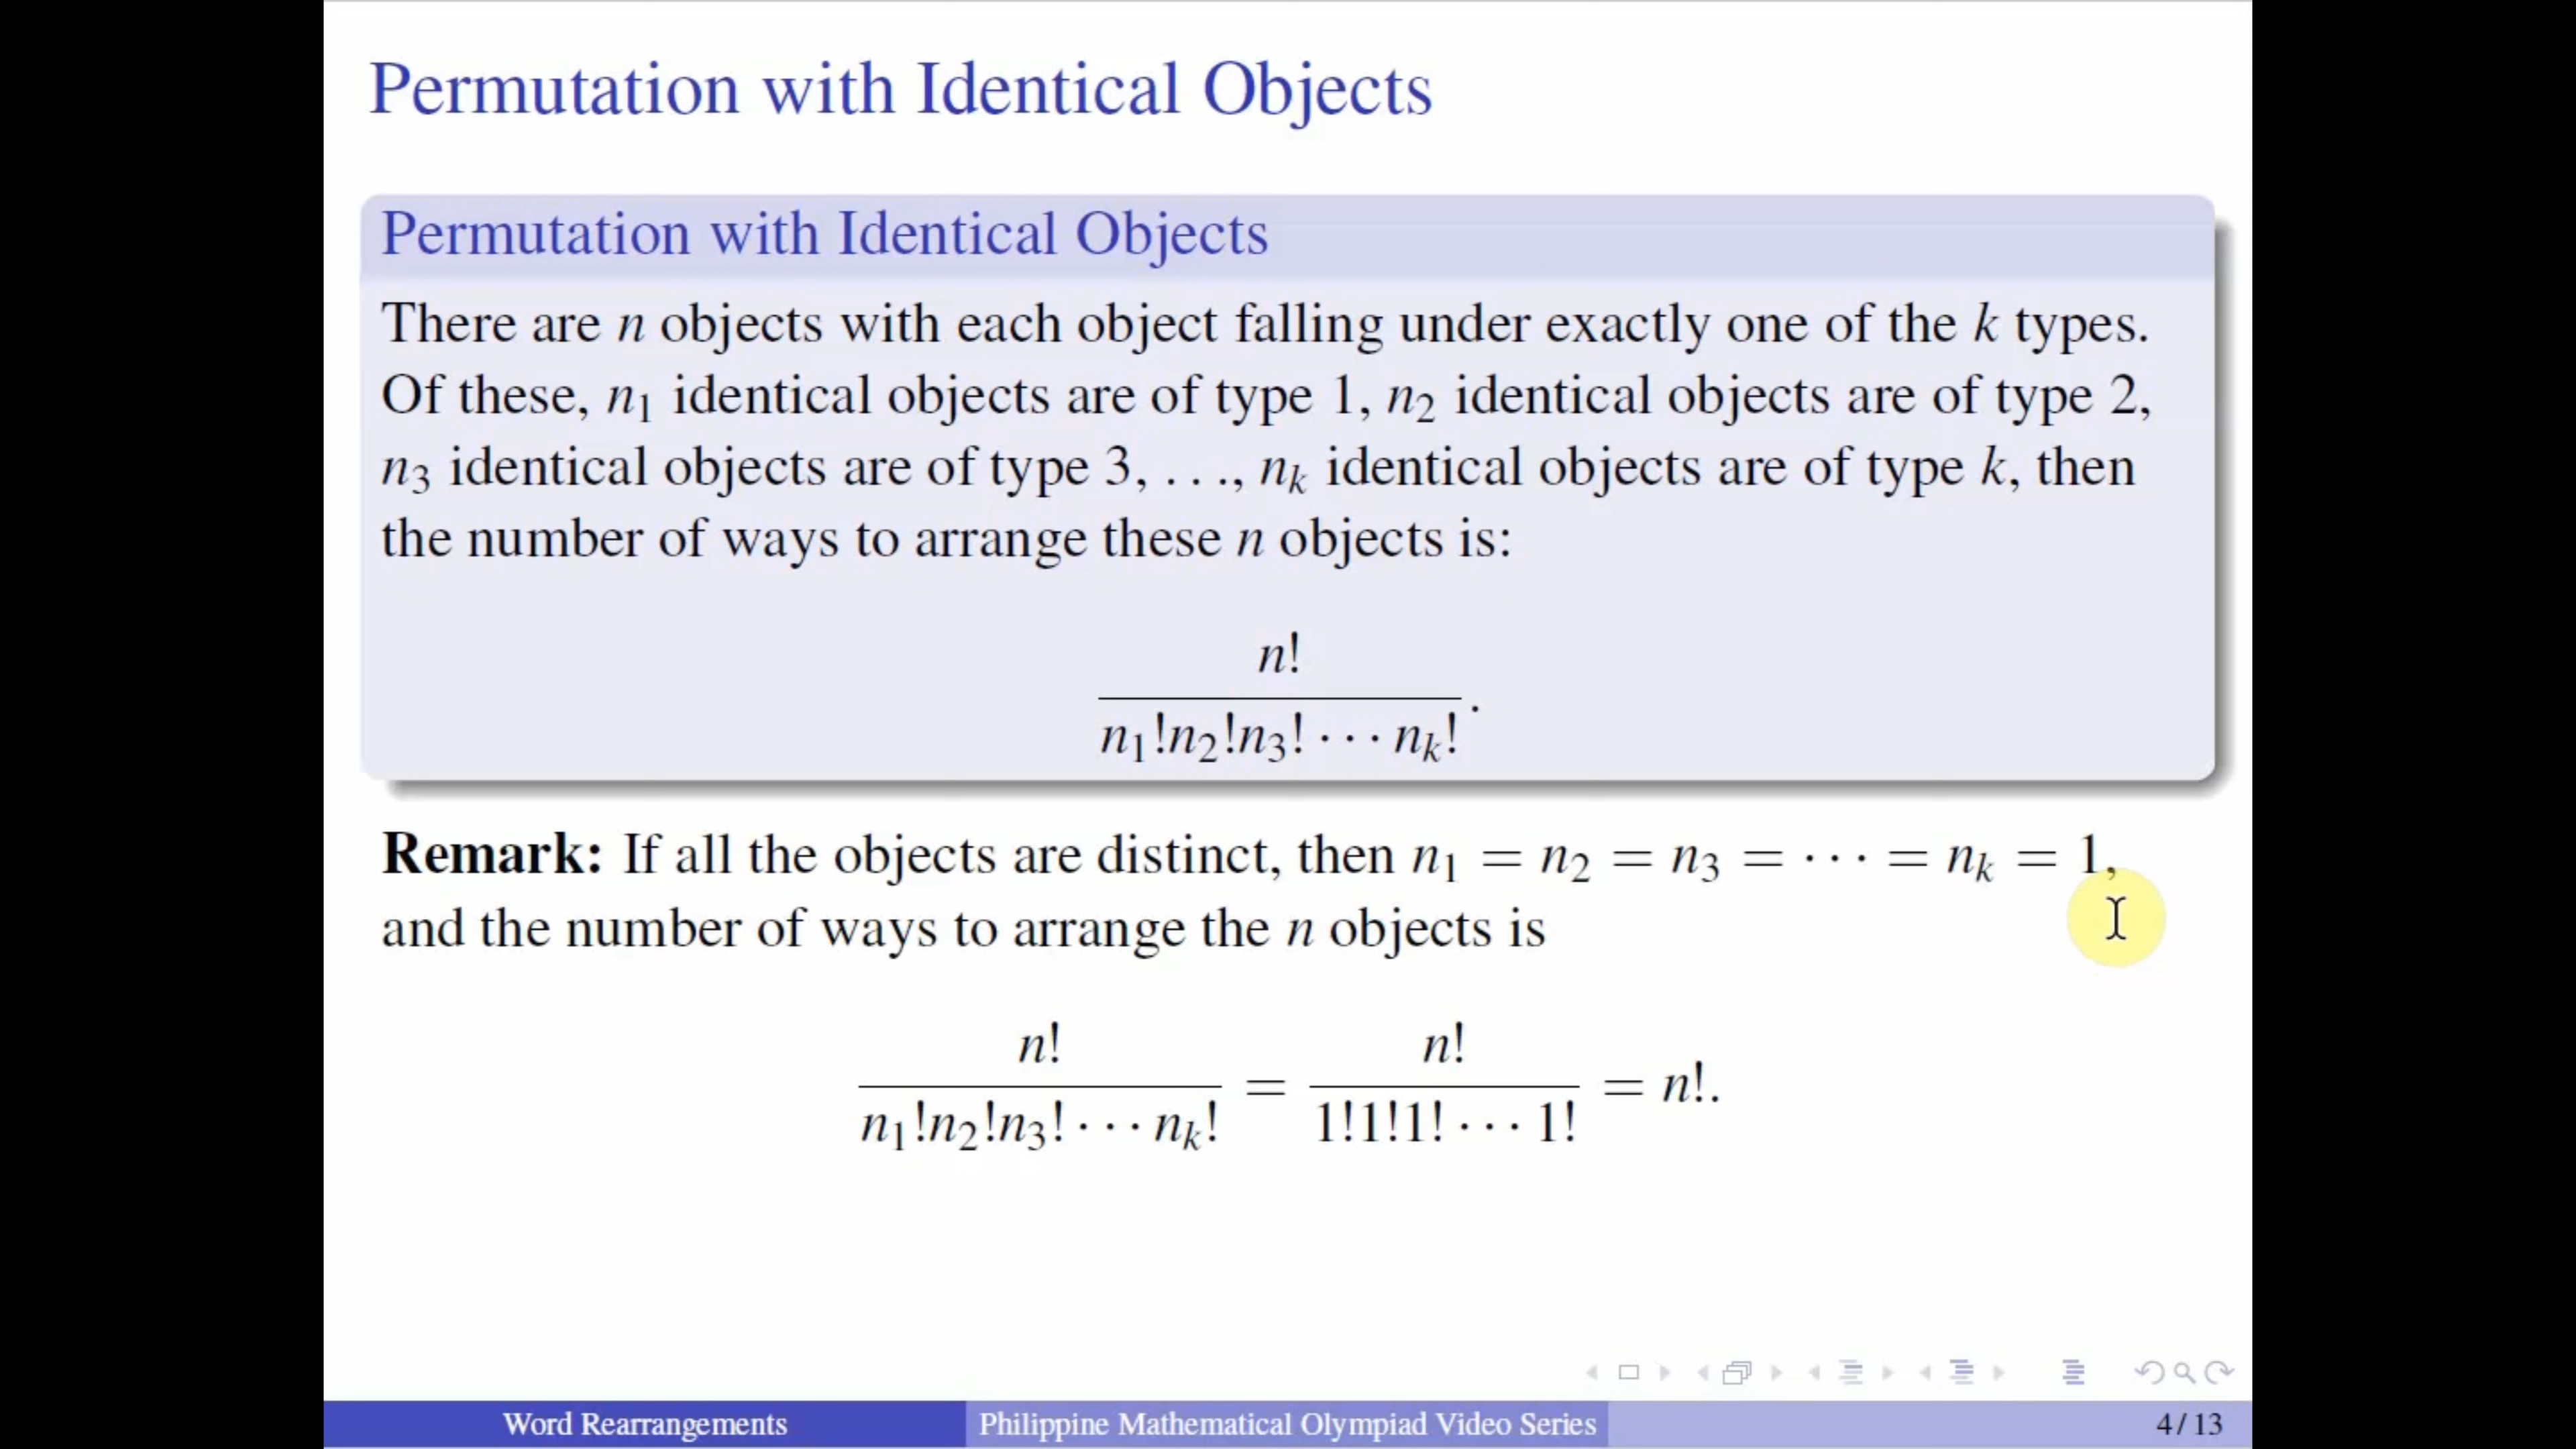 Permutation with Identical Objects
Permutation with Identical Objects
There are n objects with each object falling under exactly one of the k types.
Of these, n₁ identical objects are of type 1, n₂ identical objects are of type 2,
n₃ identical objects are of type 3, . . ., nₖ identical objects are of type k, then
the number of ways to arrange these n objects is:
n!
n₁!n₂!n₃! · · · nₖ!
.
Remark: If all the objects are distinct, then n₁ = n₂ = n₃ = · · · = nₖ = 1,
and the number of ways to arrange the n objects is
n! / n₁!n₂!n₃! · · · nₖ! = n! / 1!1!1! · · · 1! = n!.
Word Rearrangements Philippine Mathematical Olympiad Video Series 4 / 13